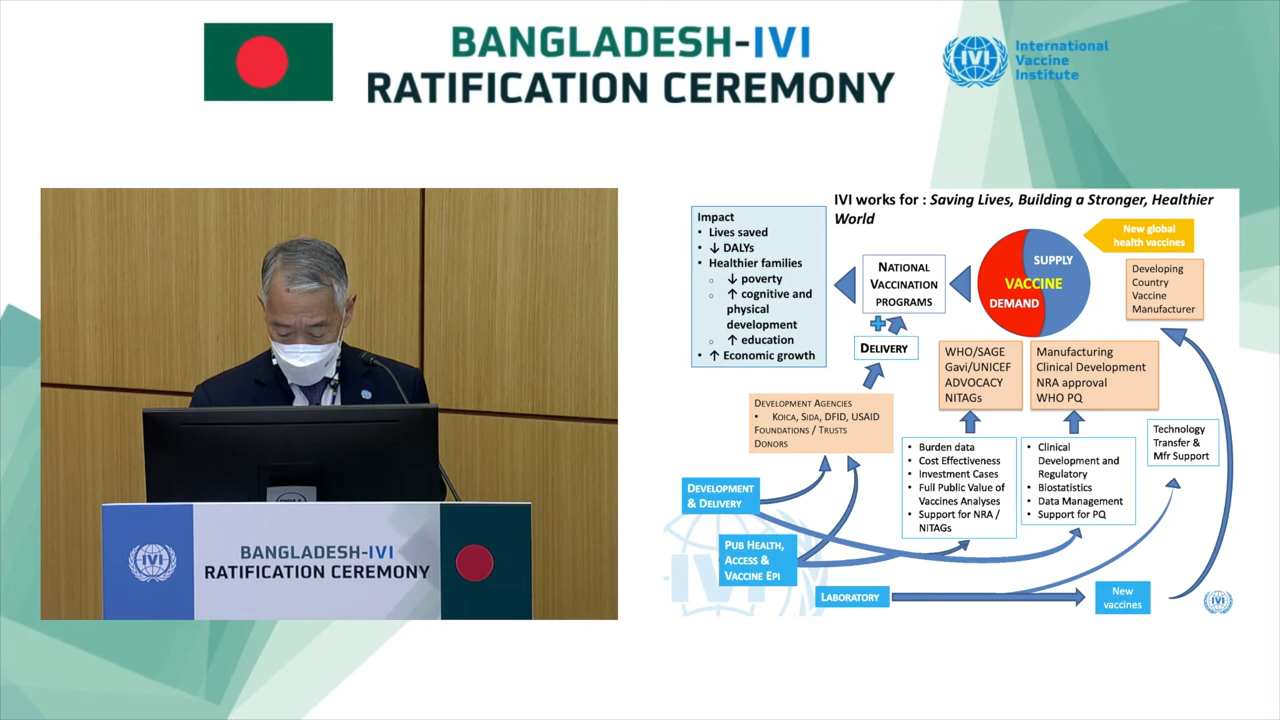 BANGLADESH-IVI
RATIFICATION CEREMONY
IVI
International
Vaccine
Institute
IVI works for : Saving Lives, Building a Stronger, Healthier
World
Impact
• Lives saved
• ↓ DALYs
• Healthier families
○ ↓ poverty
○ ↑ cognitive and
physical
development
○ ↑ education
• ↑ Economic growth
NATIONAL
VACCINATION
PROGRAMS
DELIVERY
SUPPLY
VACCINE
DEMAND
New global
health vaccines
Developing
Country
Vaccine
Manufacturer
WHO/SAGE
Gavi/UNICEF
ADVOCACY
NITAGs
Manufacturing
Clinical Development
NRA approval
WHO PQ
DEVELOPMENT AGENCIES
• KOICA, SIDA, DFID, USAID
FOUNDATIONS / TRUSTS
DONORS
• Burden data
• Cost Effectiveness
• Investment Cases
• Full Public Value of
Vaccines Analyses
• Support for NRA /
NITAGs
• Clinical
Development and
Regulatory
• Biostatistics
• Data Management
• Support for PQ
Technology
Transfer &
Mfr Support
DEVELOPMENT
& DELIVERY
PUB HEALTH,
ACCESS &
VACCINE EPI
LABORATORY
New
vaccines
IVI
IVI
DELL
IVI
BANGLADESH-IVI
RATIFICATION CEREMONY